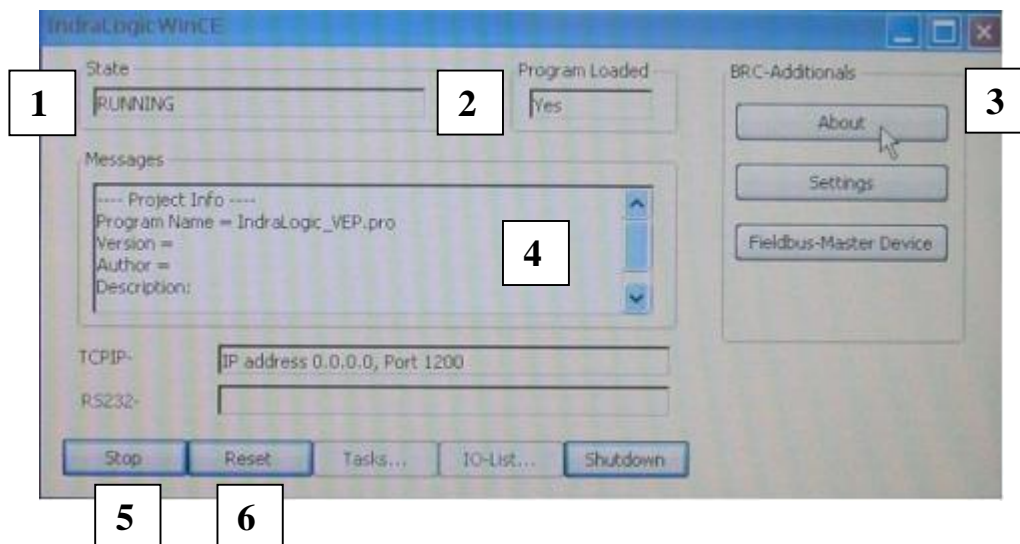 IndraLogic WinCE
State
RUNNING
1
Program Loaded
Yes
2
BRC-Additionals
3
About
Settings
Fieldbus-Master Device
Messages
---- Project Info ----
Program Name = IndraLogic_VEP.pro
Version =
Author =
Description:
4
TCPIP- IP address 0.0.0.0, Port 1200
RS232-
Stop Reset Tasks... IO-List... Shutdown
5 6